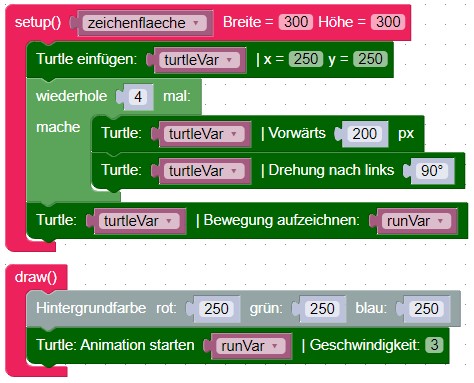 setup() zeichenflaeche Breite = 300 Höhe = 300
Turtle einfügen: turtleVar | x = 250 y = 250
wiederhole 4 mal:
mache Turtle: turtleVar | Vorwärts 200 px
Turtle: turtleVar | Drehung nach links 90°
Turtle: turtleVar | Bewegung aufzeichnen: runVar
draw()
Hintergrundfarbe rot: 250 grün: 250 blau: 250
Turtle: Animation starten runVar | Geschwindigkeit: 3